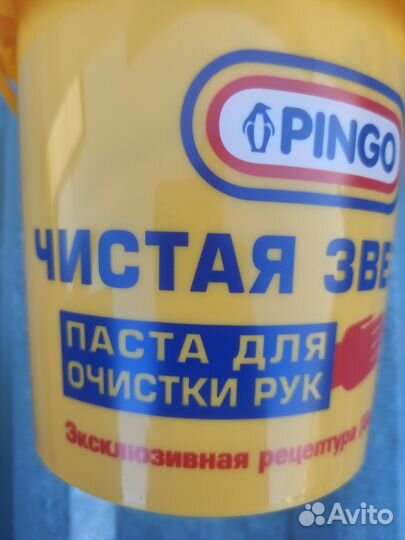 PINGO
ЧИСТАЯ ЗВЕ
ПАСТА ДЛЯ
ОЧИСТКИ РУК
Эксклюзивная рецептура
Avito